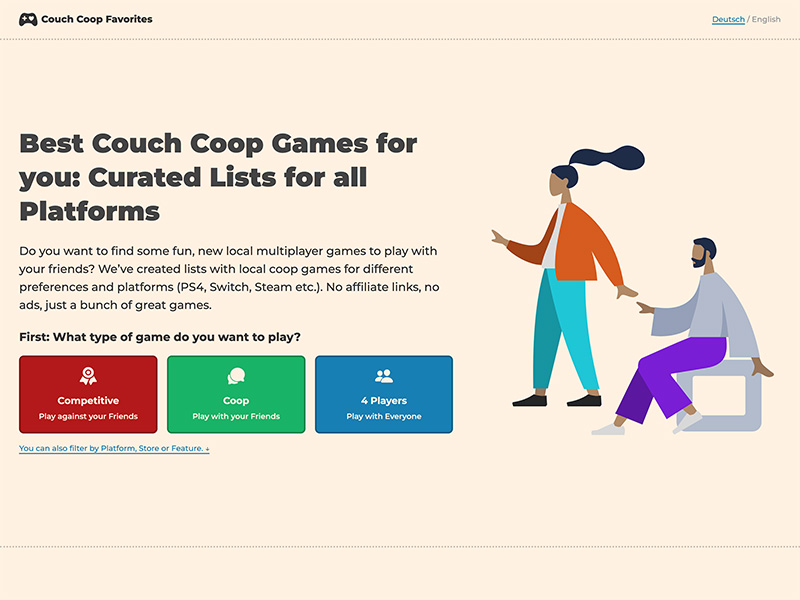 Couch Coop Favorites
Deutsch / English
Best Couch Coop Games for
you: Curated Lists for all
Platforms
Do you want to find some fun, new local multiplayer games to play with
your friends? We’ve created lists with local coop games for different
preferences and platforms (PS4, Switch, Steam etc.). No affiliate links, no
ads, just a bunch of great games.
First: What type of game do you want to play?
Competitive
Play against your Friends
Coop
Play with your Friends
4 Players
Play with Everyone
You can also filter by Platform, Store or Feature. ↓